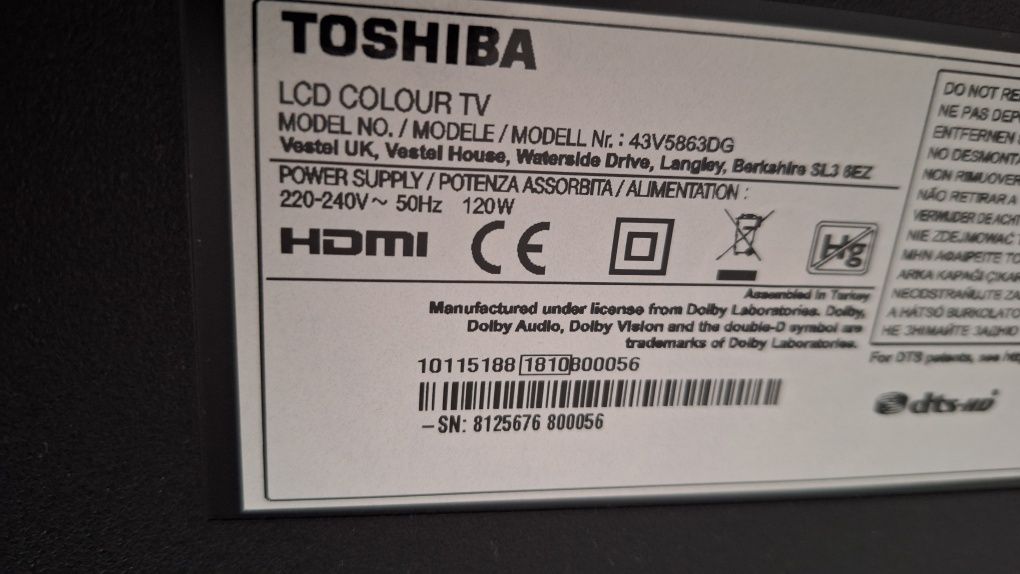 TOSHIBA
LCD COLOUR TV
MODEL NO. / MODELE / MODELL Nr. : 43V5863DG
Vestel UK, Vestel House, Waterside Drive, Langley, Berkshire SL3 6EZ
POWER SUPPLY / POTENZA ASSORBITA / ALIMENTATION :
220-240V~ 50Hz 120W
HDMI CE Hg
Assembled in Turkey
Manufactured under license from Dolby Laboratories. Dolby,
Dolby Audio, Dolby Vision and the double-D symbol are
trademarks of Dolby Laboratories.
10115188 1810B00056
–SN: 8125676 800056
DO NOT RE
NE PAS DEP
ENTFERNEN
NO DESMONTA
NON RIMUOVER
NÃO RETIRAR A
VERWIJDER DE ACHT
NIE ZDEJMOWAĆ
ΜΗΝ ΑΦΑΙΡΕΙΤΕ ΤΟ
ARKA KAPAĞI ÇIKAR
NEODSTRAŇUJTE ZA
A HÁTSÓ BURKOLATO
НЕ ЗНИМАЙТЕ ЗАДНО
For DTS patents, see
dts-HD